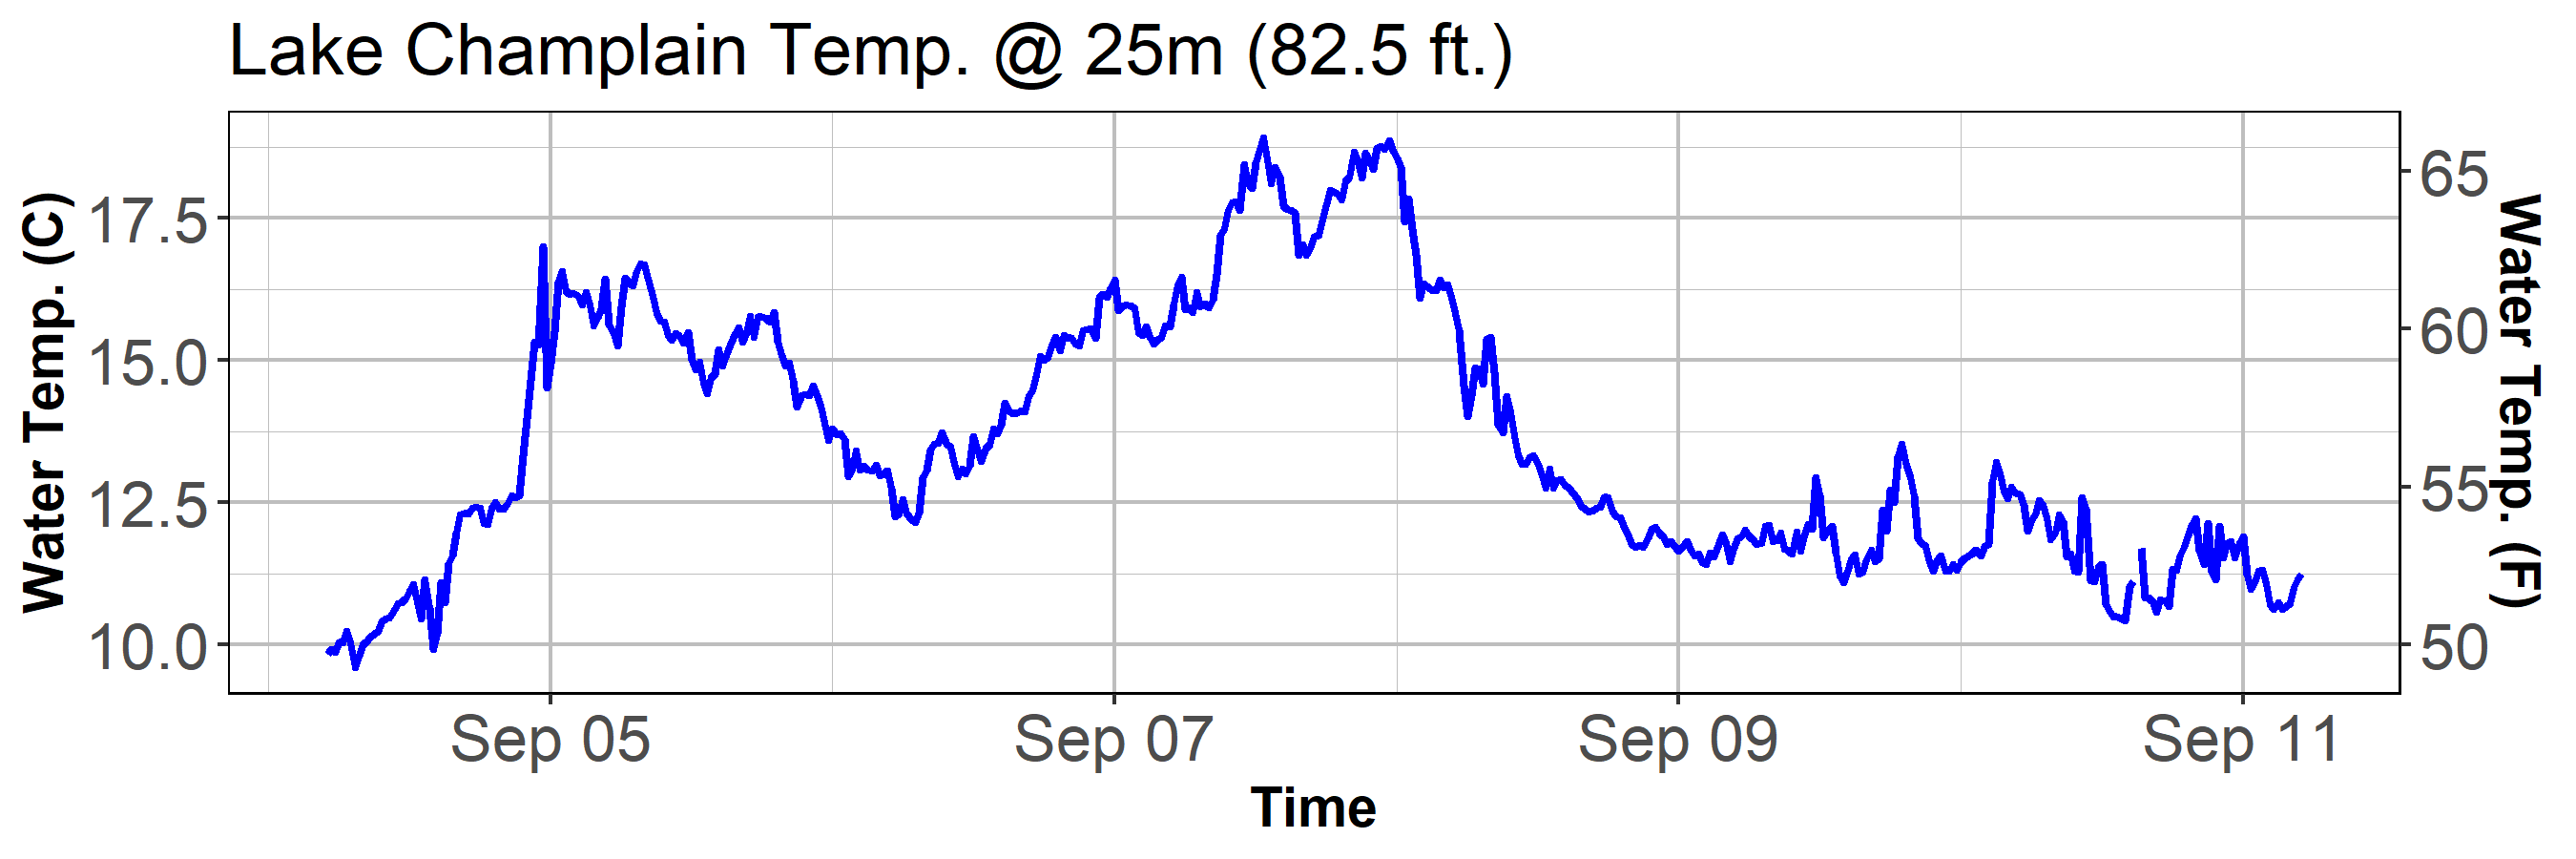 Lake Champlain Temp. @ 25m (82.5 ft.)
Water Temp. (C)
17.5
15.0
12.5
10.0
65
60
55
50
Water Temp. (F)
Sep 05
Sep 07
Sep 09
Sep 11
Time